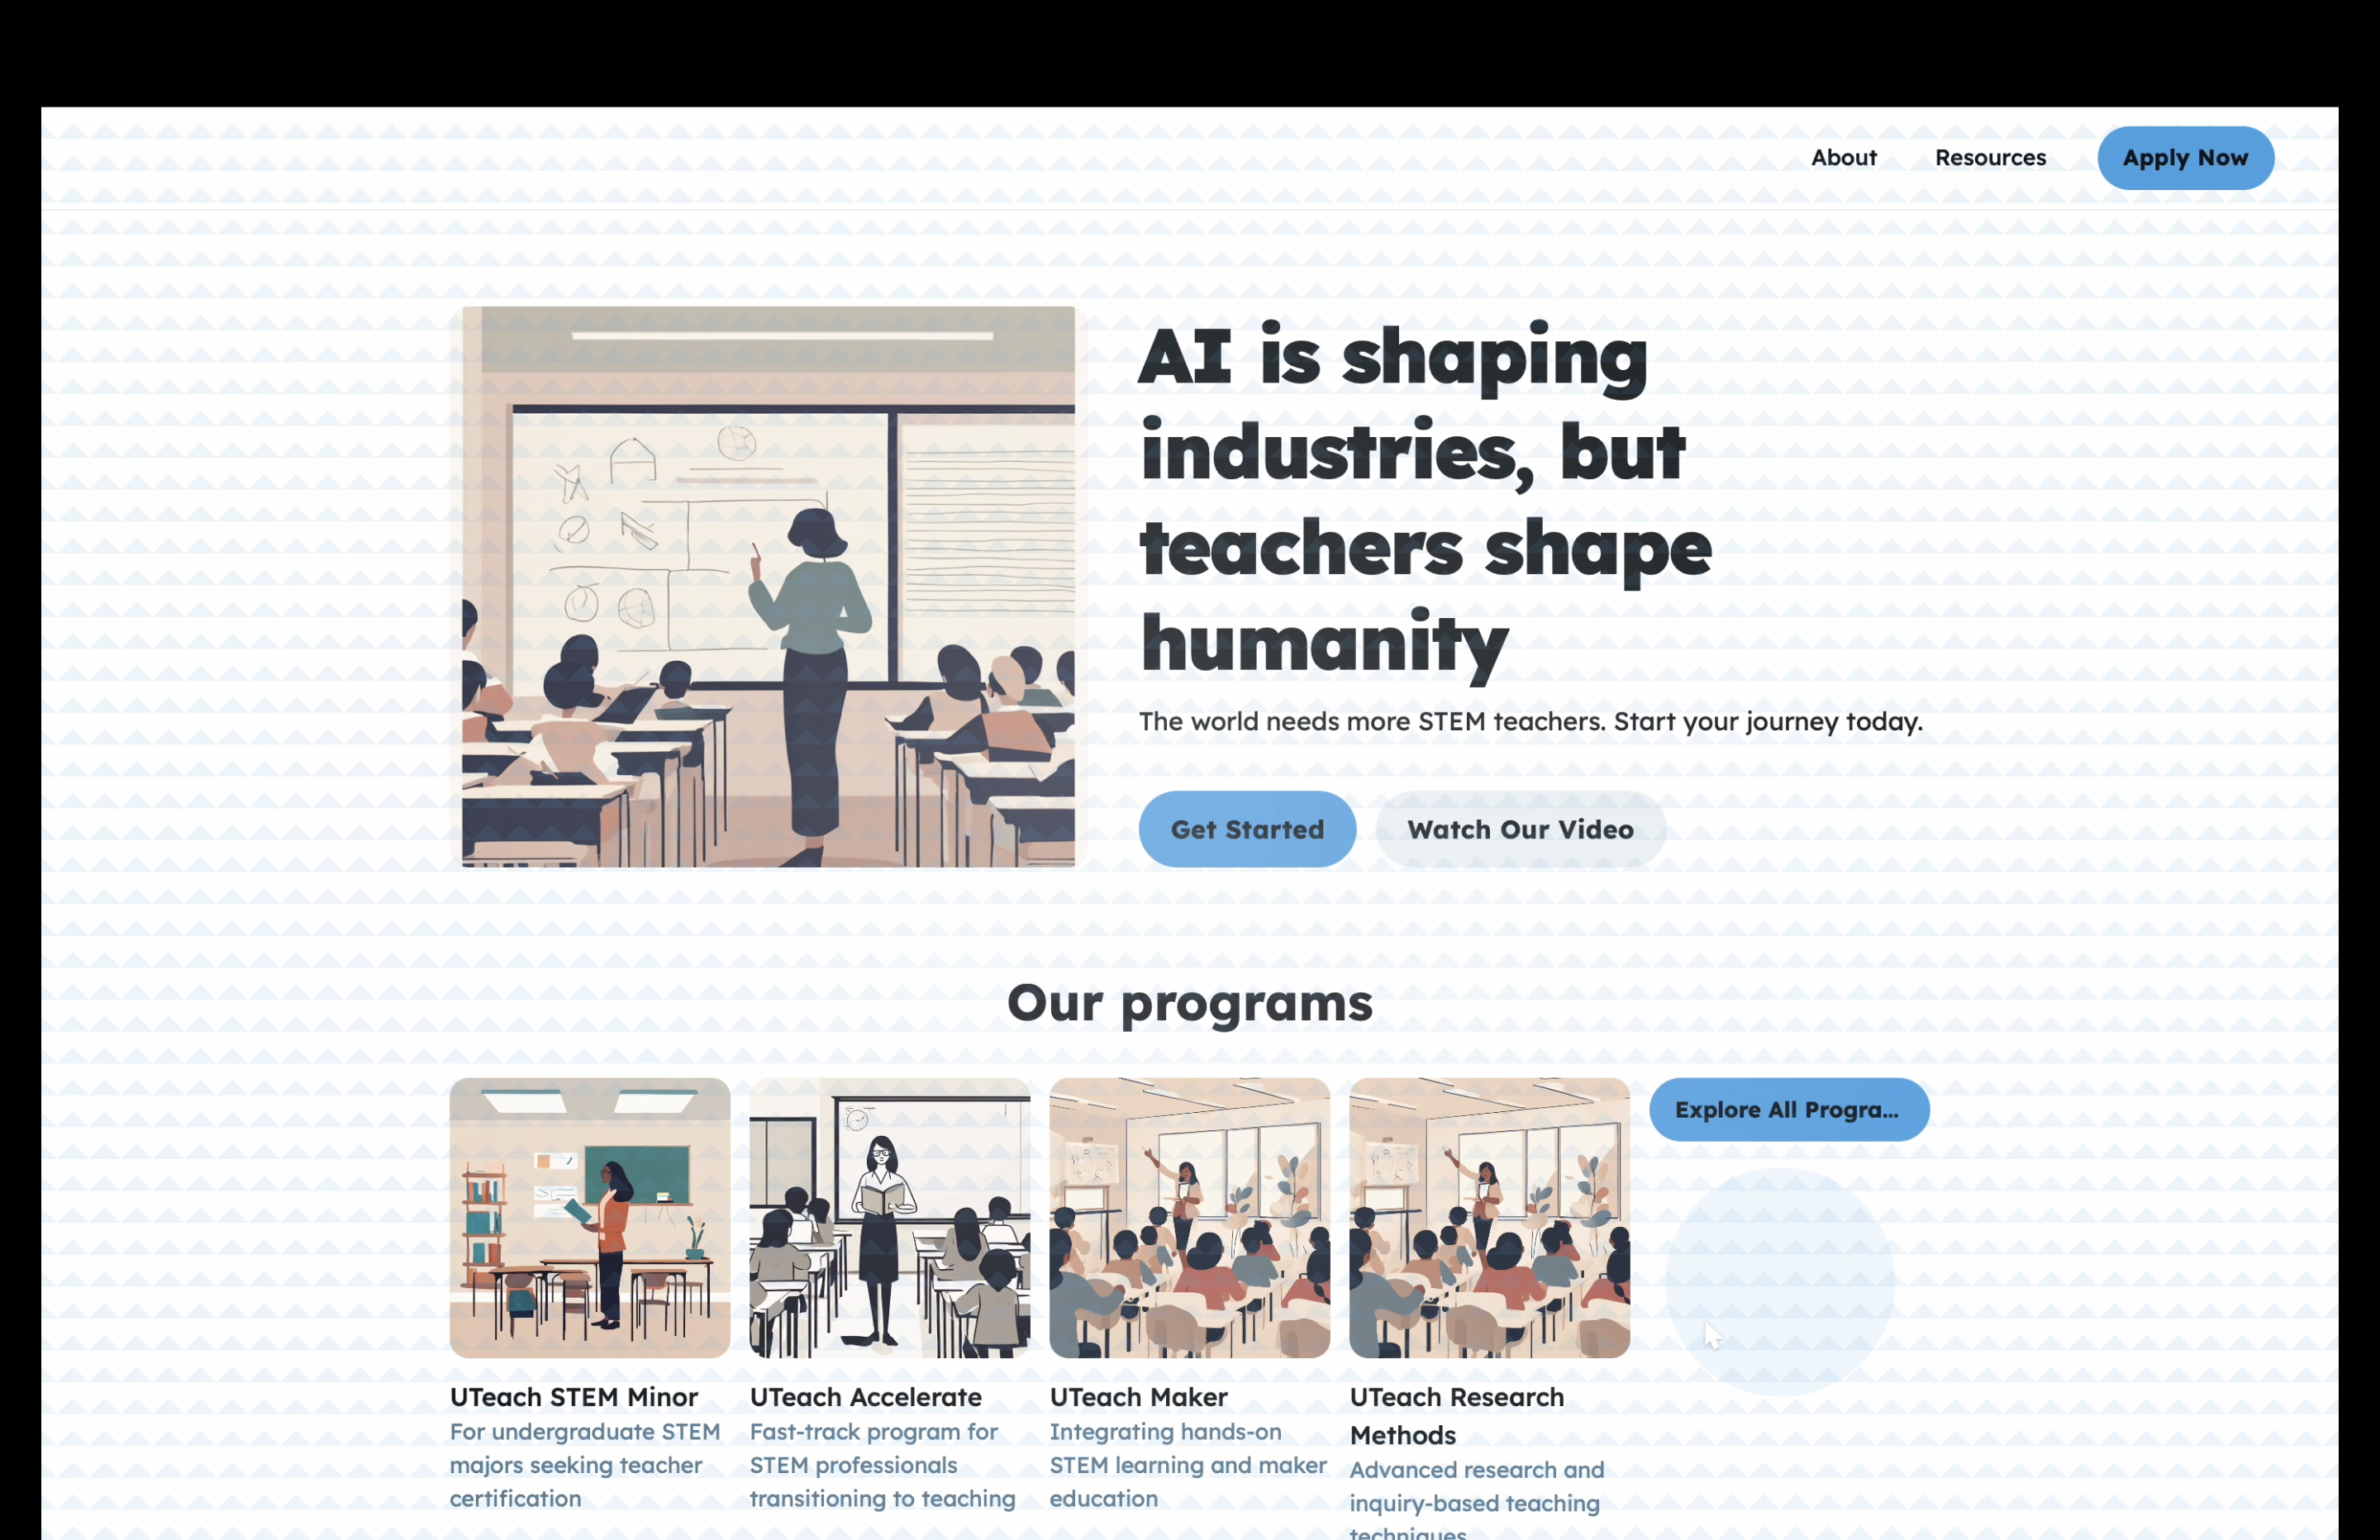 About Resources Apply Now
AI is shaping
industries, but
teachers shape
humanity
The world needs more STEM teachers. Start your journey today.
Get Started Watch Our Video
Our programs
Explore All Progra...
UTeach STEM Minor
For undergraduate STEM
majors seeking teacher
certification
UTeach Accelerate
Fast-track program for
STEM professionals
transitioning to teaching
UTeach Maker
Integrating hands-on
STEM learning and maker
education
UTeach Research
Methods
Advanced research and
inquiry-based teaching
techniques